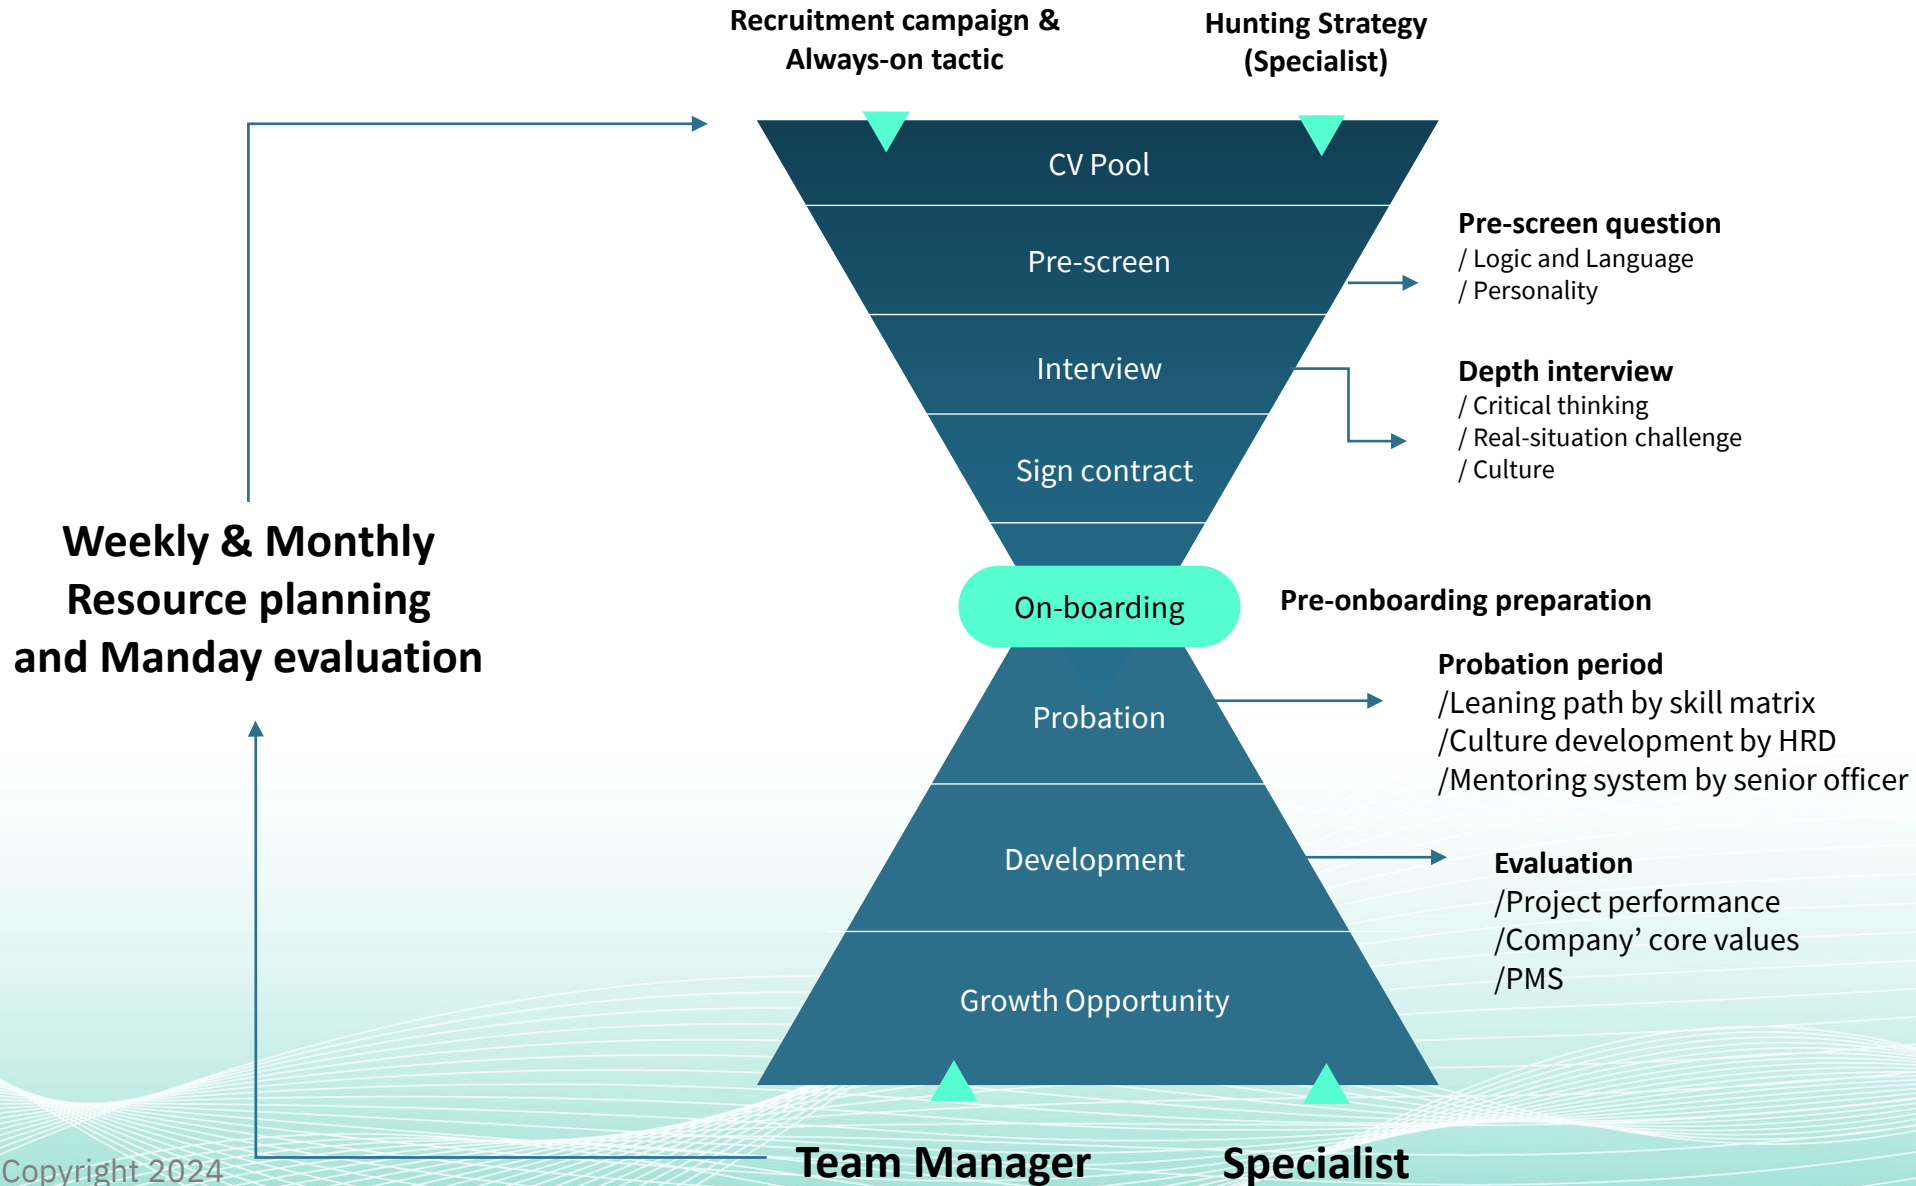 Recruitment campaign &
Always-on tactic
Hunting Strategy
(Specialist)
CV Pool
Pre-screen
Pre-screen question
/ Logic and Language
/ Personality
Interview
Depth interview
/ Critical thinking
/ Real-situation challenge
/ Culture
Sign contract
Weekly & Monthly
Resource planning
and Manday evaluation
On-boarding
Pre-onboarding preparation
Probation
Probation period
/Leaning path by skill matrix
/Culture development by HRD
/Mentoring system by senior officer
Development
Evaluation
/Project performance
/Company’ core values
/PMS
Growth Opportunity
Team Manager
Specialist
Copyright 2024